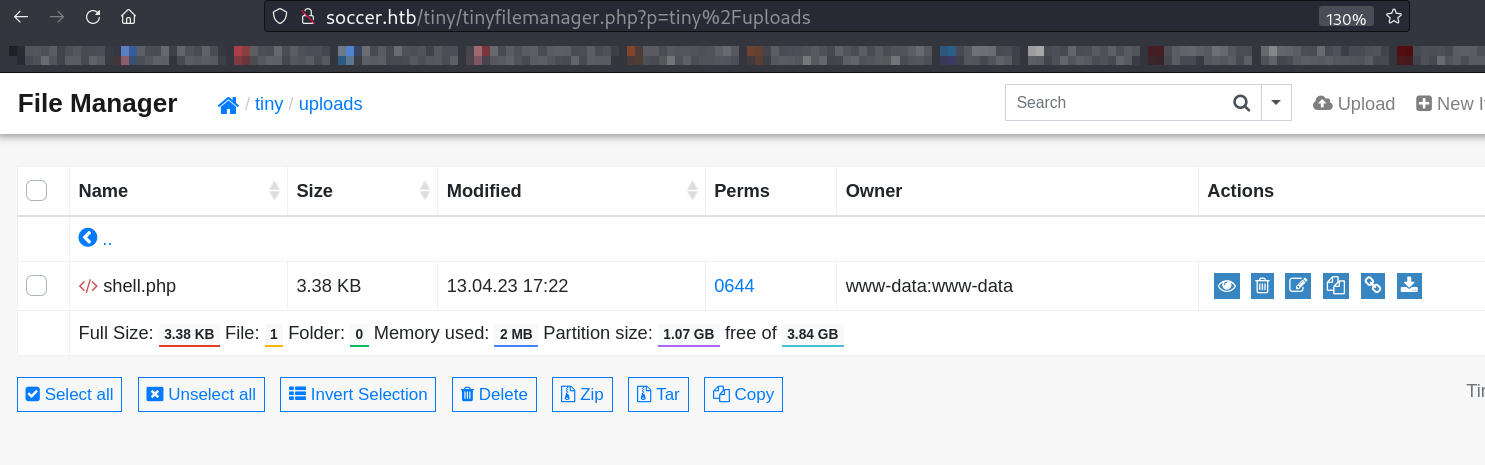 soccer.htb/tiny/tinyfilemanager.php?p=tiny%2Fuploads 130%
File Manager / tiny / uploads Search Upload New
Name Size Modified Perms Owner Actions
..
shell.php 3.38 KB 13.04.23 17:22 0644 www-data:www-data
Full Size: 3.38 KB File: 1 Folder: 0 Memory used: 2 MB Partition size: 1.07 GB free of 3.84 GB
Select all Unselect all Invert Selection Delete Zip Tar Copy